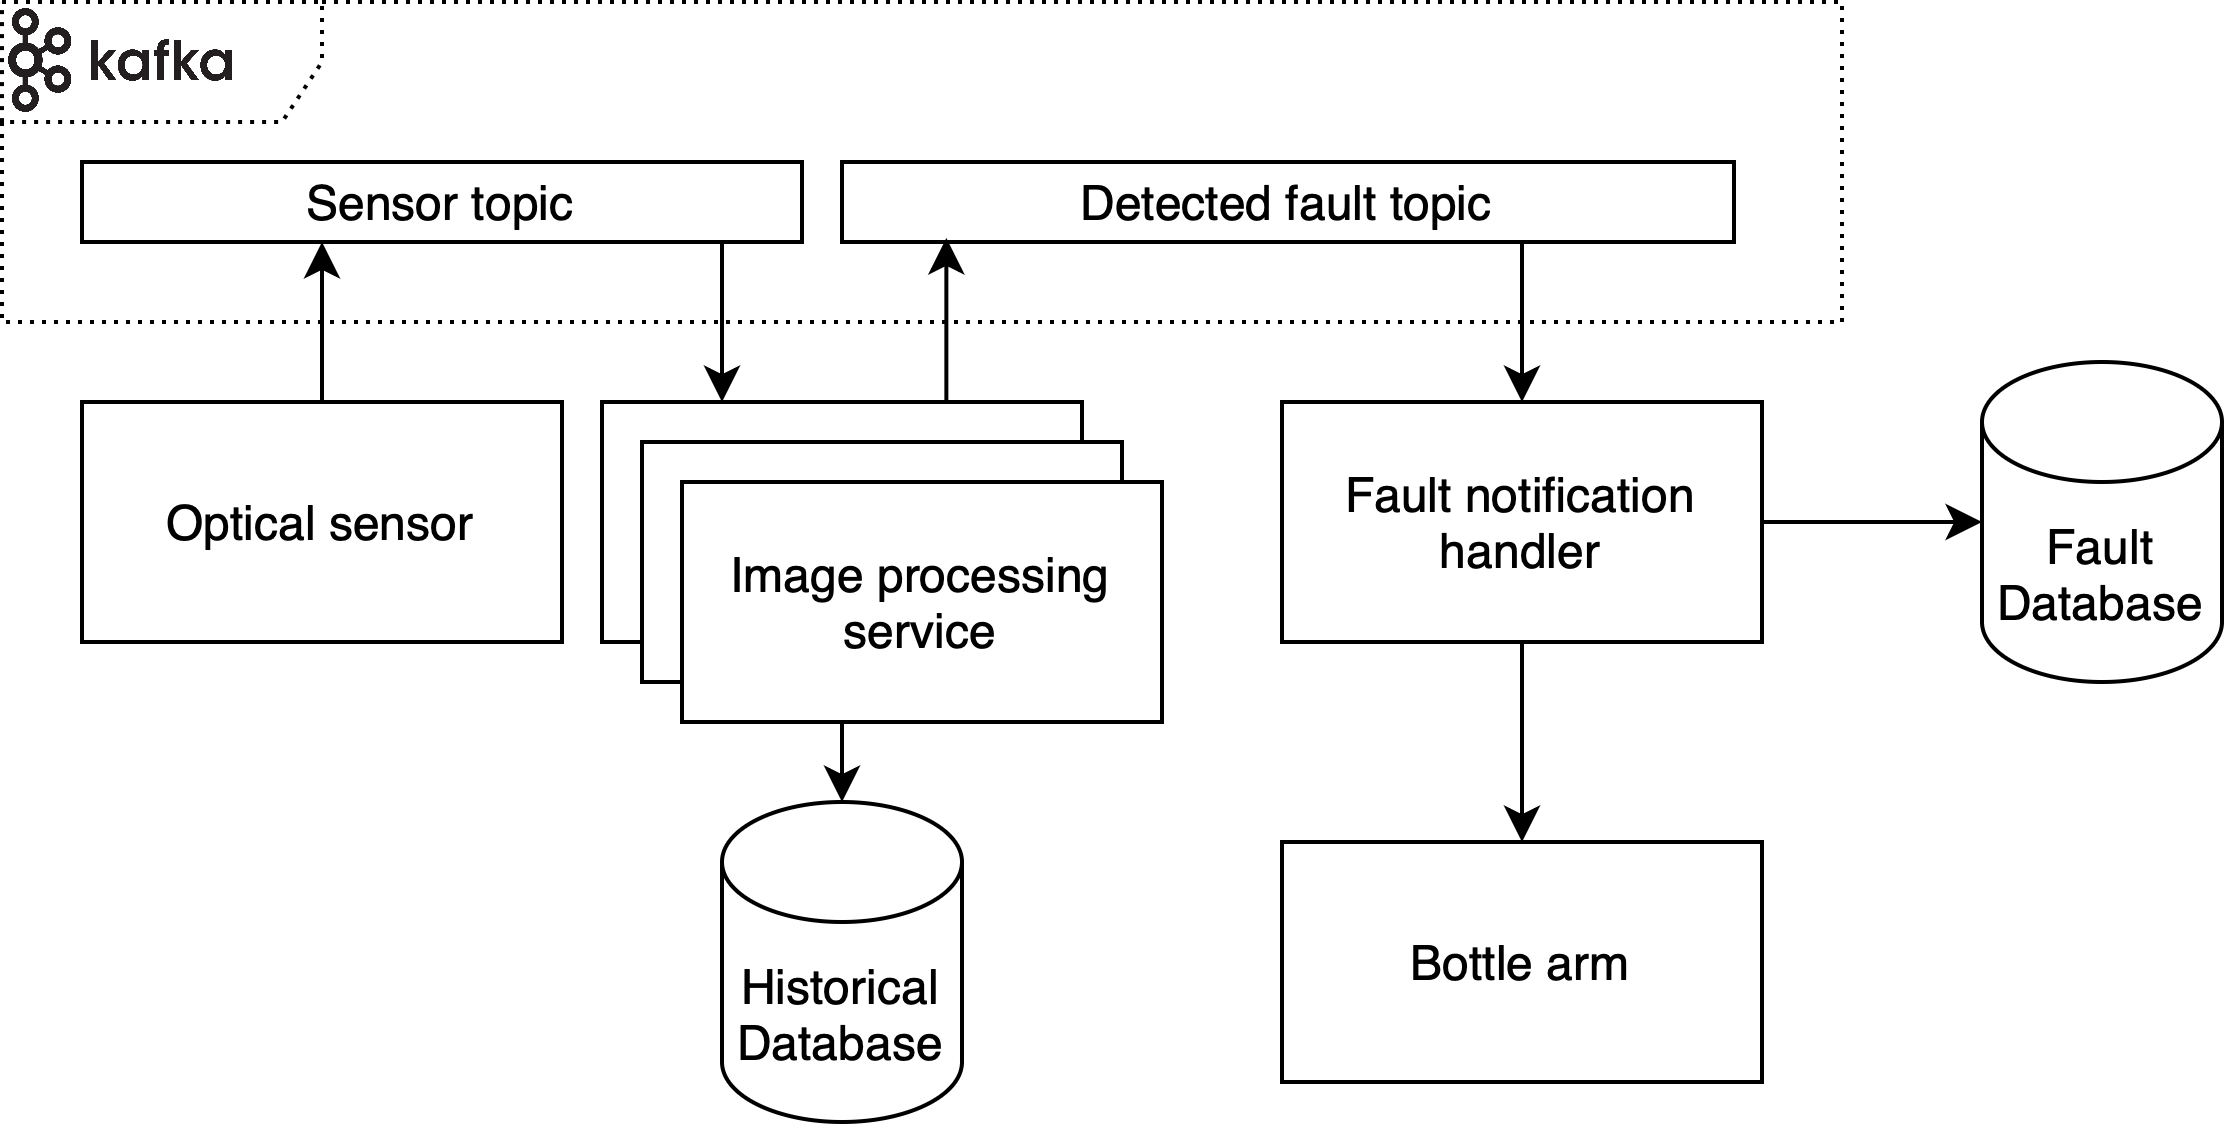 kafka
Sensor topic
Detected fault topic
Optical sensor
Image processing
service
Fault notification
handler
Fault
Database
Historical
Database
Bottle arm